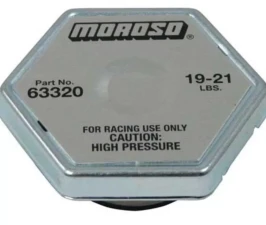 MOROSO®
Part No.
63320
19-21
LBS.
FOR RACING USE ONLY
CAUTION:
HIGH PRESSURE